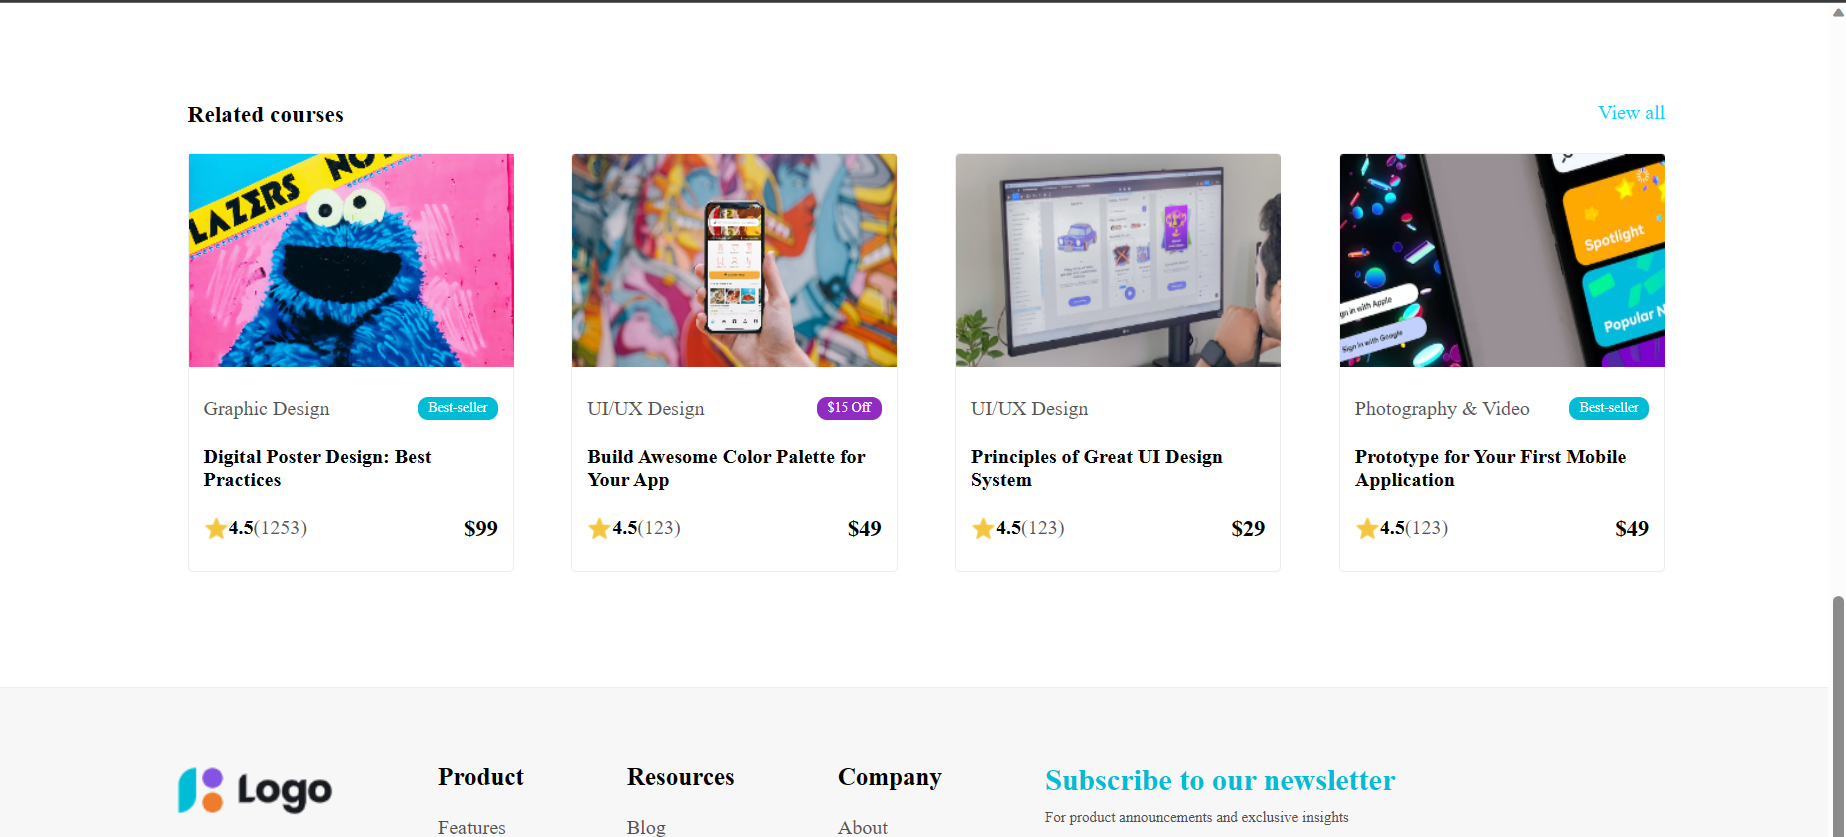 Related courses
View all
LAZERS NOT
Spotlight
Popular
Sign in with Apple
Sign in with Google
Graphic Design
Best-seller
Digital Poster Design: Best
Practices
4.5(1253)
$99
UI/UX Design
$15 Off
Build Awesome Color Palette for
Your App
4.5(123)
$49
UI/UX Design
Principles of Great UI Design
System
4.5(123)
$29
Photography & Video
Best-seller
Prototype for Your First Mobile
Application
4.5(123)
$49
Logo
Product
Resources
Company
Subscribe to our newsletter
Features
Blog
About
For product announcements and exclusive insights